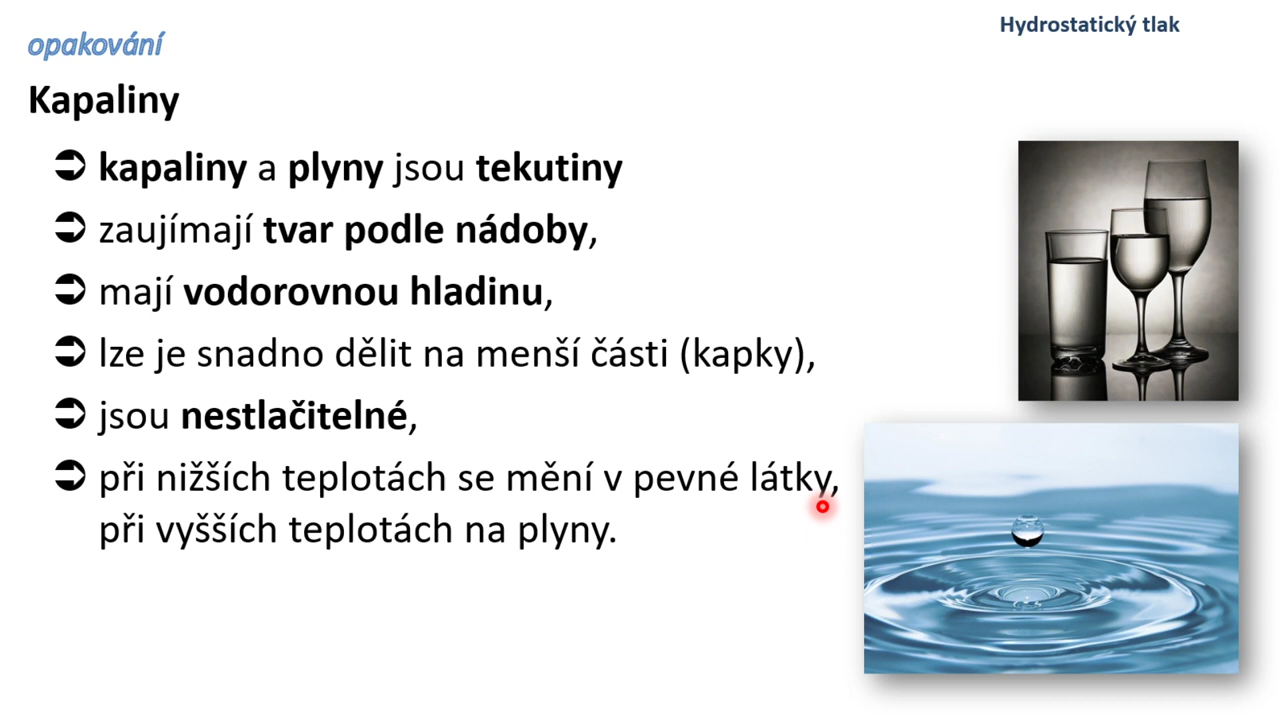 Hydrostatický tlak
opakování
Kapaliny
kapaliny a plyny jsou tekutiny
zaujímají tvar podle nádoby,
mají vodorovnou hladinu,
lze je snadno dělit na menší části (kapky),
jsou nestlačitelné,
při nižších teplotách se mění v pevné látky,
při vyšších teplotách na plyny.